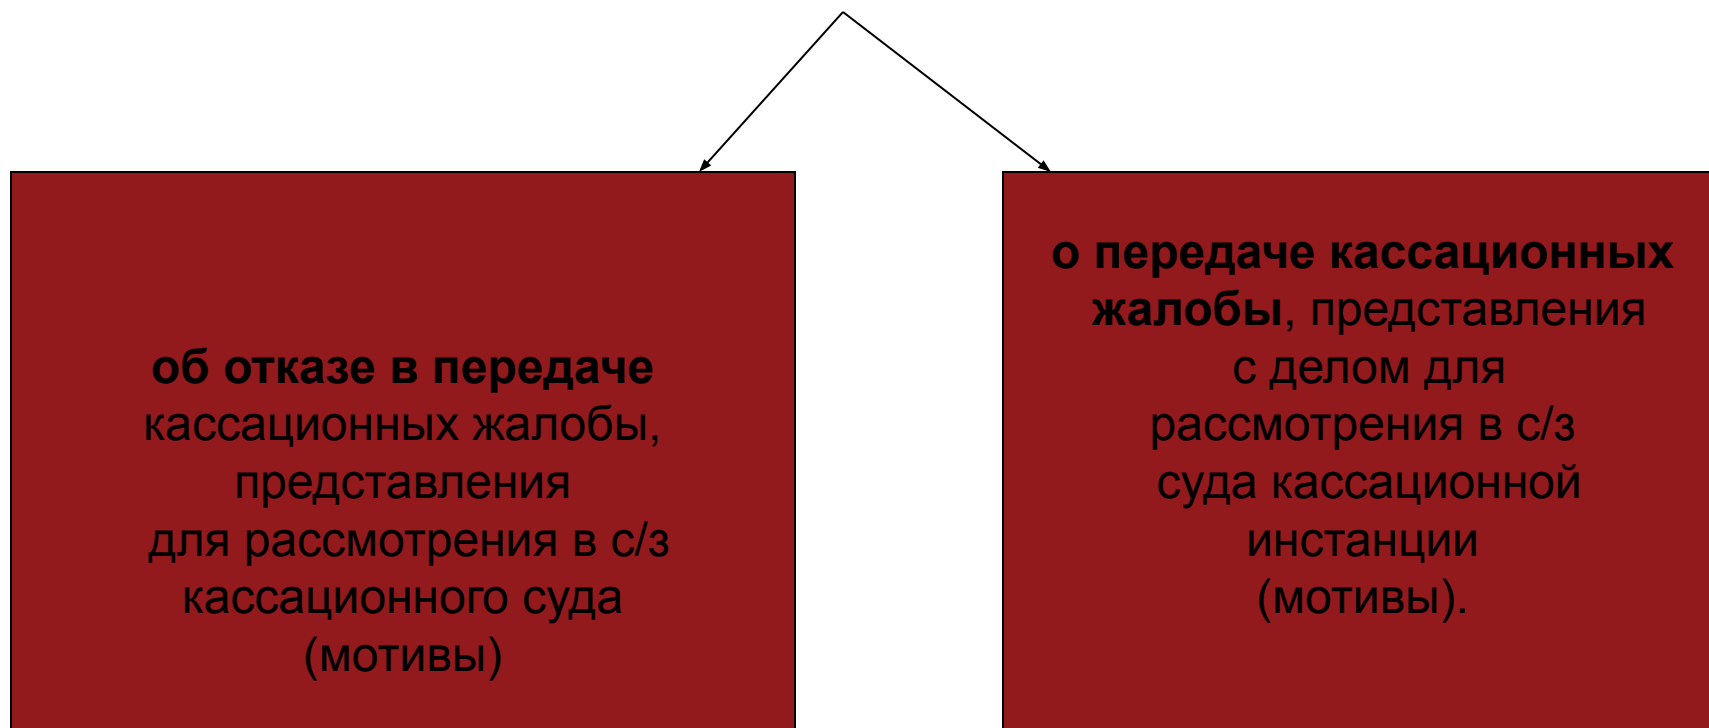 об отказе в передаче
кассационных жалобы,
представления
для рассмотрения в с/з
кассационного суда
(мотивы)
о передаче кассационных
жалобы, представления
с делом для
рассмотрения в с/з
суда кассационной
инстанции
(мотивы).